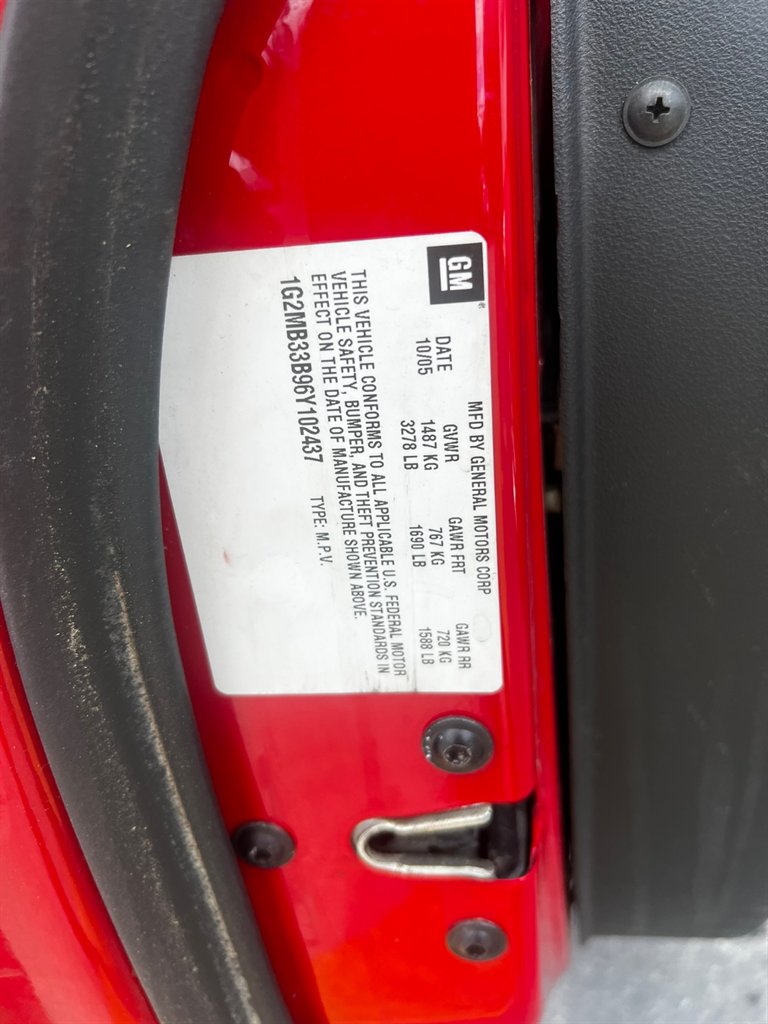 GM
MFD BY GENERAL MOTORS CORP
DATE GVWR GAWR FRT GAWR RR
10/05 1487 KG 767 KG 720 KG
3278 LB 1690 LB 1588 LB
THIS VEHICLE CONFORMS TO ALL APPLICABLE U.S. FEDERAL MOTOR
VEHICLE SAFETY, BUMPER, AND THEFT PREVENTION STANDARDS IN
EFFECT ON THE DATE OF MANUFACTURE SHOWN ABOVE.
1G2MB33B96Y102437 TYPE: M.P.V.